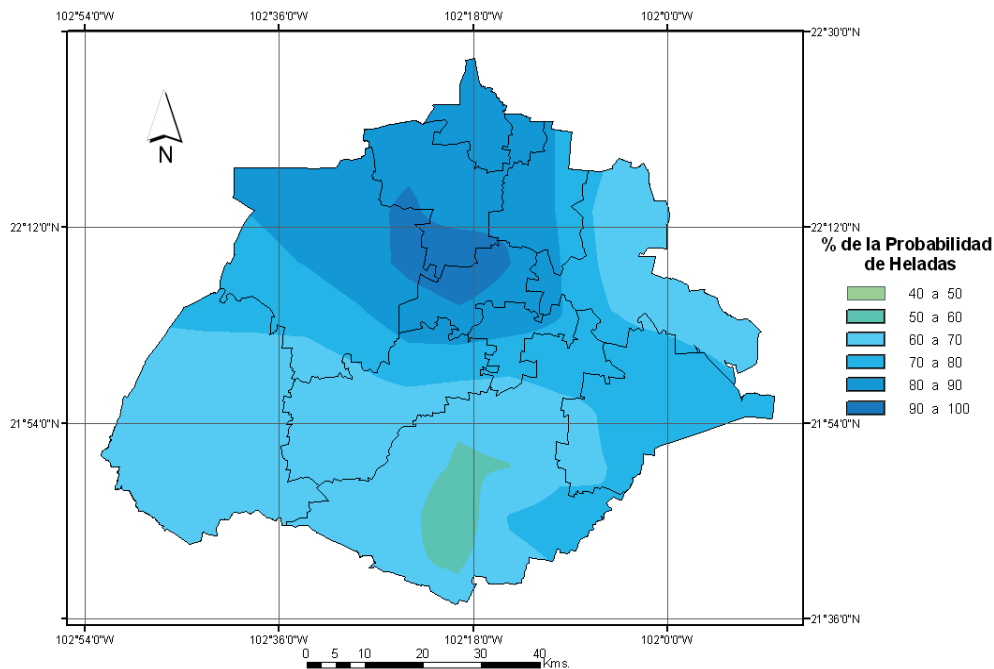 102°54'0"W 102°36'0"W 102°18'0"W 102°0'0"W
22°30'0"N
N
22°12'0"N 22°12'0"N
% de la Probabilidad
de Heladas
40 a 50
50 a 60
60 a 70
70 a 80
80 a 90
90 a 100
21°54'0"N 21°54'0"N
21°36'0"N
102°54'0"W 102°36'0"W 102°18'0"W 102°0'0"W
0 5 10 20 30 40
Kms.